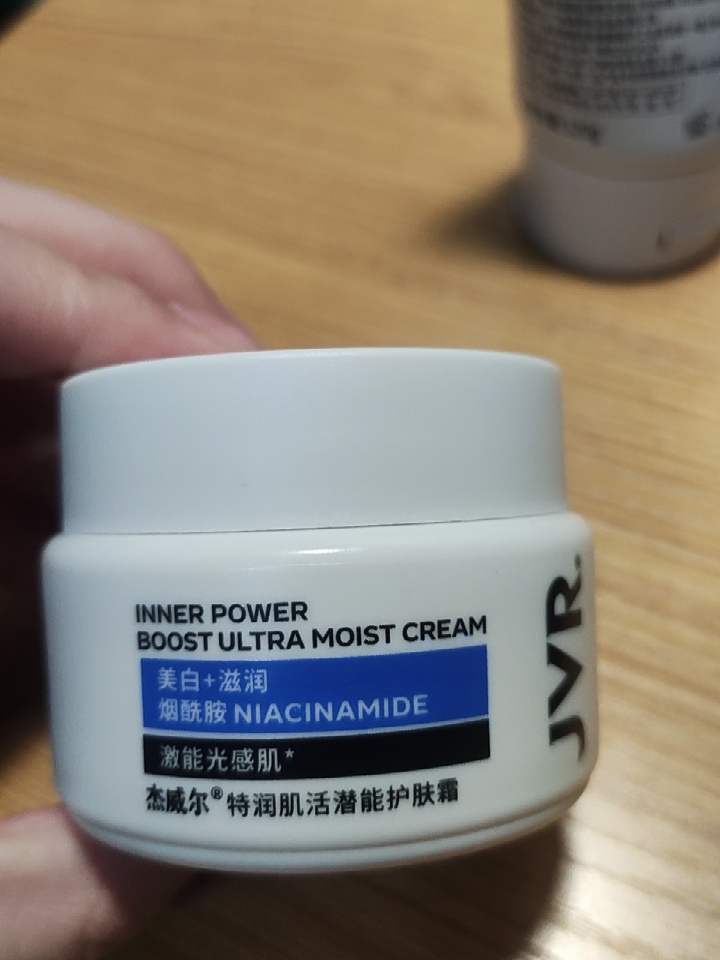 INNER POWER
BOOST ULTRA MOIST CREAM
美白+滋润
烟酰胺 NIACINAMIDE
激能光感肌*
杰威尔®特润肌活潜能护肤霜
JVR.